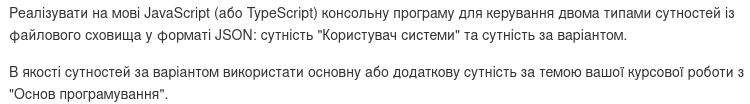 Реалізувати на мові JavaScript (або TypeScript) консольну програму для керування двома типами сутностей із
файлового сховища у форматі JSON: сутність "Користувач системи" та сутність за варіантом.
В якості сутностей за варіантом використати основну або додаткову сутність за темою вашої курсової роботи з
"Основ програмування".